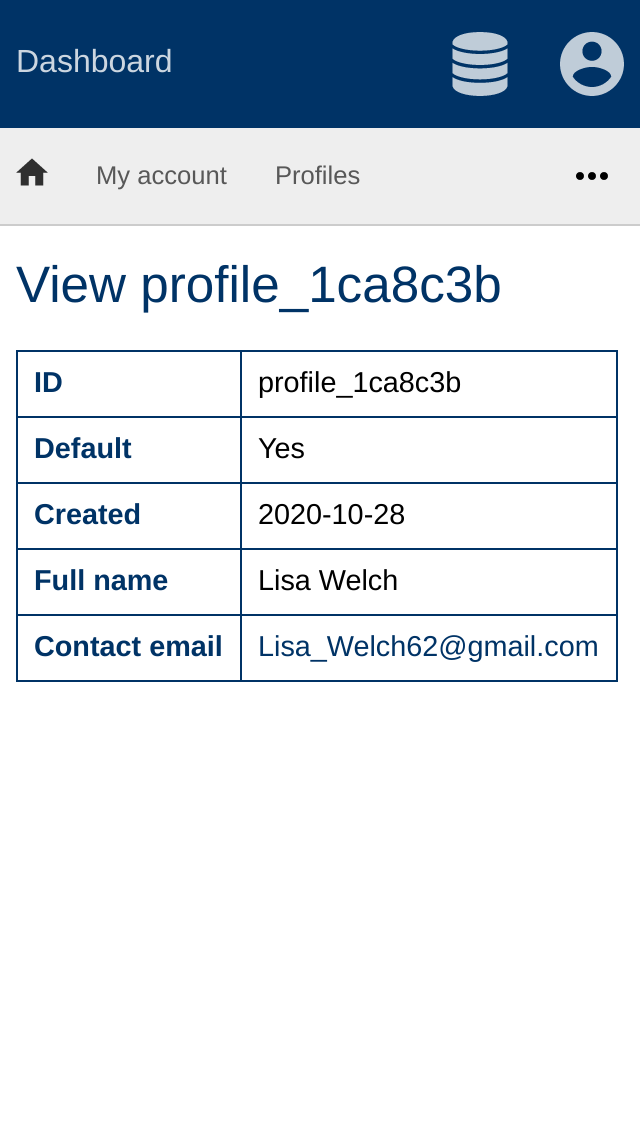 Dashboard
My account Profiles
View profile_1ca8c3b
ID profile_1ca8c3b
Default Yes
Created 2020-10-28
Full name Lisa Welch
Contact email Lisa_Welch62@gmail.com